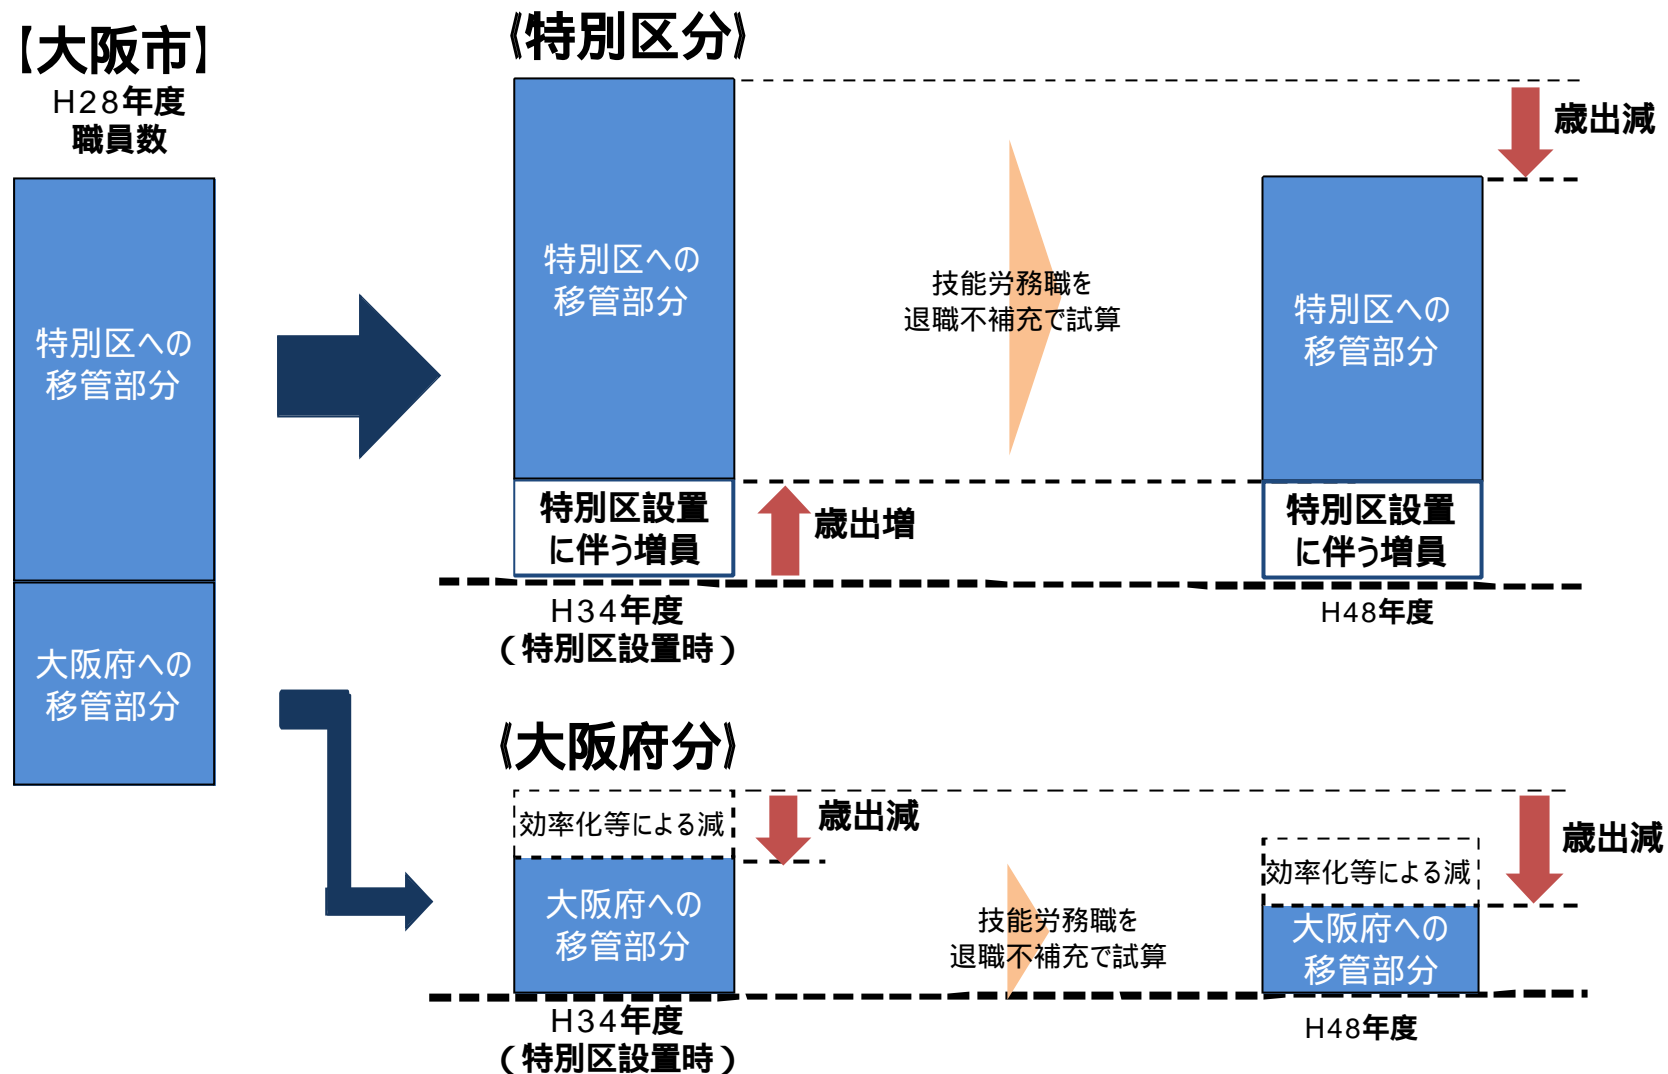 【大阪市】
H28年度
職員数
特別区への
移管部分
大阪府への
移管部分
《特別区分》
特別区への
移管部分
特別区設置
に伴う増員
歳出増
H34年度
(特別区設置時)
技能労務職を
退職不補充で試算
歳出減
特別区への
移管部分
特別区設置
に伴う増員
H48年度
《大阪府分》
効率化等による減
歳出減
大阪府への
移管部分
H34年度
(特別区設置時)
技能労務職を
退職不補充で試算
歳出減
効率化等による減
大阪府への
移管部分
H48年度